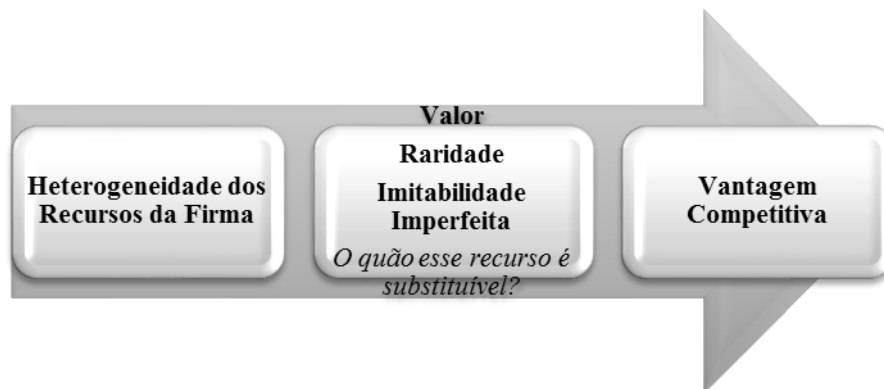 Heterogeneidade dos
Recursos da Firma
Valor
Raridade
Imitabilidade
Imperfeita
O quão esse recurso é
substituível?
Vantagem
Competitiva